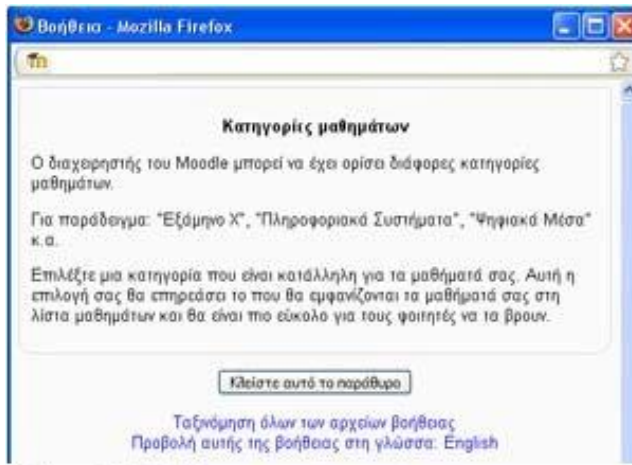 Βοήθεια - Mozilla Firefox
Κατηγορίες μαθημάτων
Ο διαχειρηστής του Moodle μπορεί να έχει ορίσει διάφορες κατηγορίες
μαθημάτων.
Για παράδειγμα: "Εξάμηνο Χ", "Πληροφοριακά Συστήματα", "Ψηφιακά Μέσα"
κ.α.
Επιλέξτε μια κατηγορία που είναι κατάλληλη για τα μαθήματά σας. Αυτή η
επιλογή σας θα επηρεάσει το που θα εμφανίζονται τα μαθήματά σας στη
λίστα μαθημάτων και θα είναι πιο εύκολο για τους φοιτητές να τα βρουν.
Κλείστε αυτό το παράθυρο
Ταξινόμηση όλων των αρχείων βοήθειας
Προβολή αυτής της βοήθειας στη γλώσσα: English